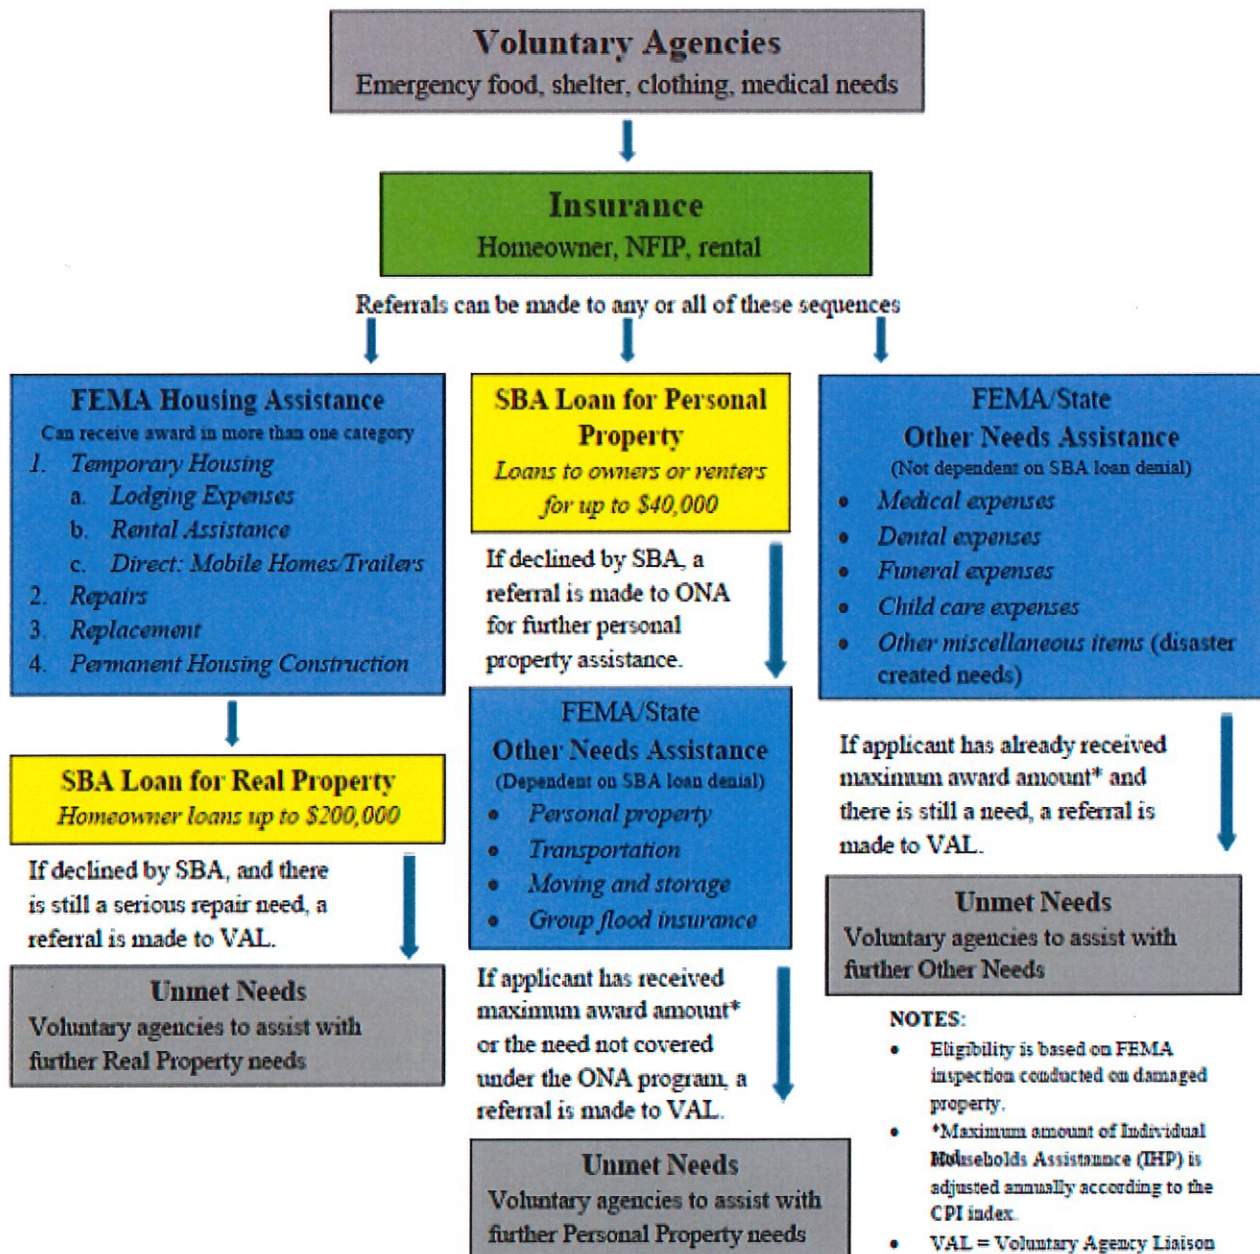 Voluntary Agencies
Emergency food, shelter, clothing, medical needs
Insurance
Homeowner, NFIP, rental
Referrals can be made to any or all of these sequences
FEMA Housing Assistance
Can receive award in more than one category
1. Temporary Housing
a. Lodging Expenses
b. Rental Assistance
c. Direct: Mobile Homes/Trailers
2. Repairs
3. Replacement
4. Permanent Housing Construction
SBA Loan for Real Property
Homeowner loans up to $200,000
If declined by SBA, and there
is still a serious repair need, a
referral is made to VAL.
Unmet Needs
Voluntary agencies to assist with
further Real Property needs
SBA Loan for Personal
Property
Loans to owners or renters
for up to $40,000
If declined by SBA, a
referral is made to ONA
for further personal
property assistance.
FEMA/State
Other Needs Assistance
(Dependent on SBA loan denial)
• Personal property
• Transportation
• Moving and storage
• Group flood insurance
If applicant has received
maximum award amount*
or the need not covered
under the ONA program, a
referral is made to VAL.
Unmet Needs
Voluntary agencies to assist with
further Personal Property needs
FEMA/State
Other Needs Assistance
(Not dependent on SBA loan denial)
• Medical expenses
• Dental expenses
• Funeral expenses
• Child care expenses
• Other miscellaneous items (disaster
created needs)
If applicant has already received
maximum award amount* and
there is still a need, a referral is
made to VAL.
Unmet Needs
Voluntary agencies to assist with
further Other Needs
NOTES:
• Eligibility is based on FEMA
inspection conducted on damaged
property.
• *Maximum amount of Individual
Households Assistannce (IHP) is
adjusted annually according to the
CPI index.
• VAL = Voluntary Agency Liaison